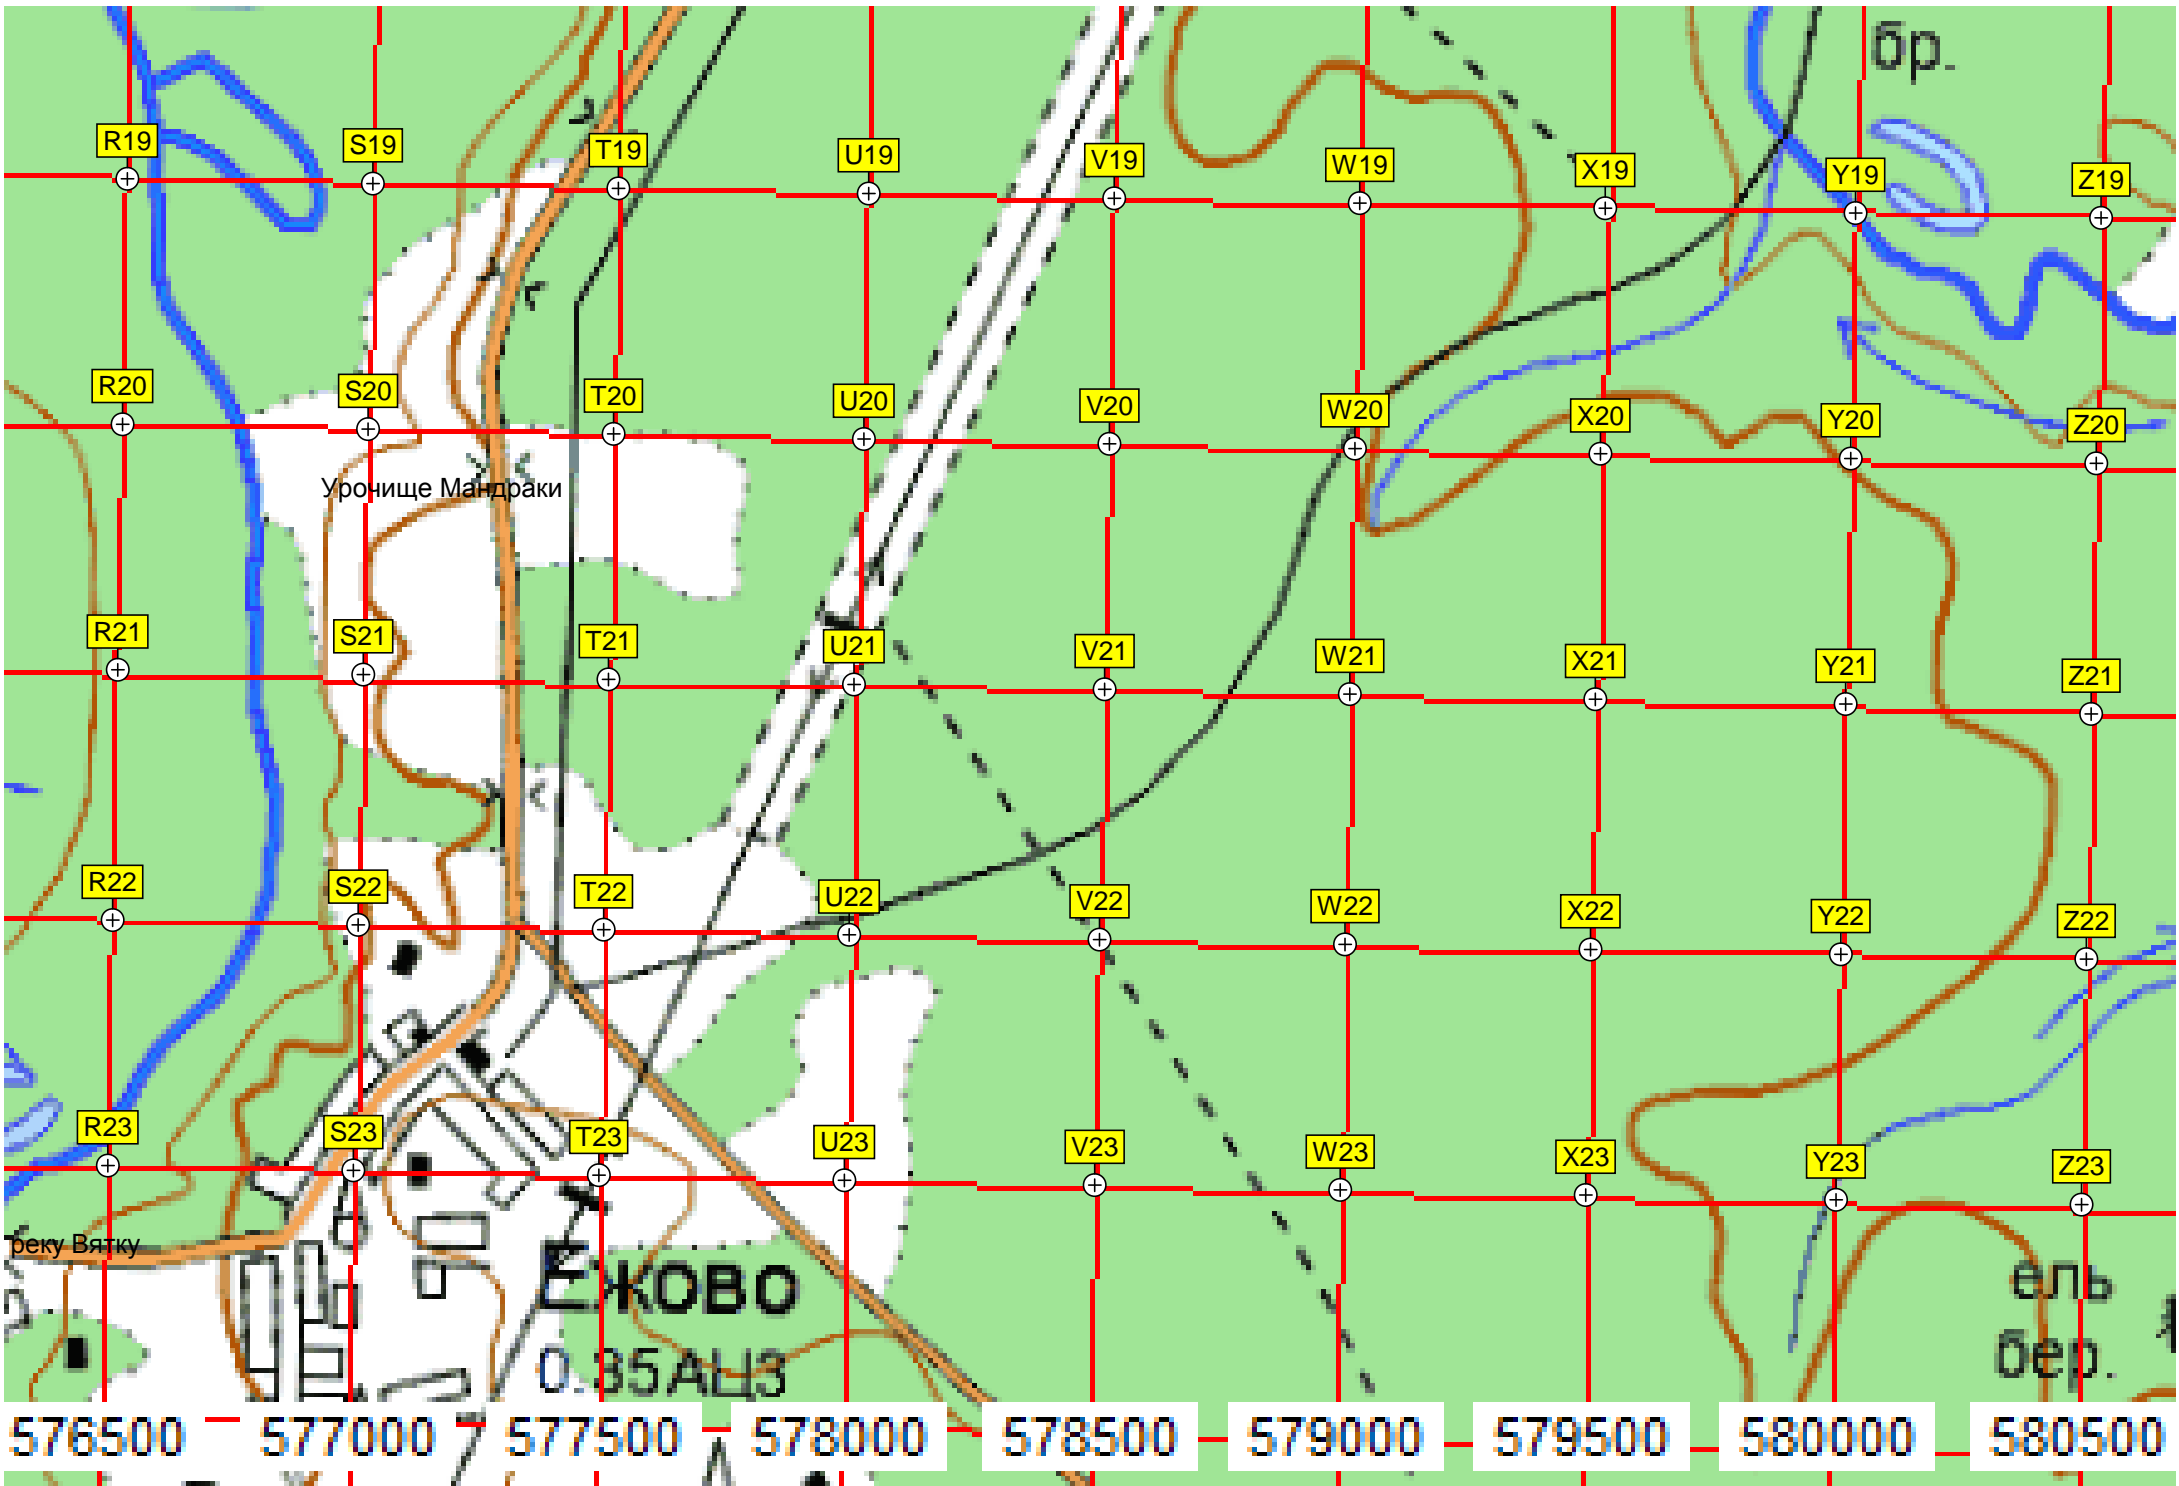 бр.
R19 S19 T19 U19 V19 W19 X19 Y19 Z19
R20 S20 T20 U20 V20 W20 X20 Y20 Z20
Урочище Мандраки
R21 S21 T21 U21 V21 W21 X21 Y21 Z21
R22 S22 T22 U22 V22 W22 X22 Y22 Z22
R23 S23 T23 U23 V23 W23 X23 Y23 Z23
реку Вятку
ЕЖОВО
ель
0.35АЦЗ
бер.
576500 577000 577500 578000 578500 579000 579500 580000 580500